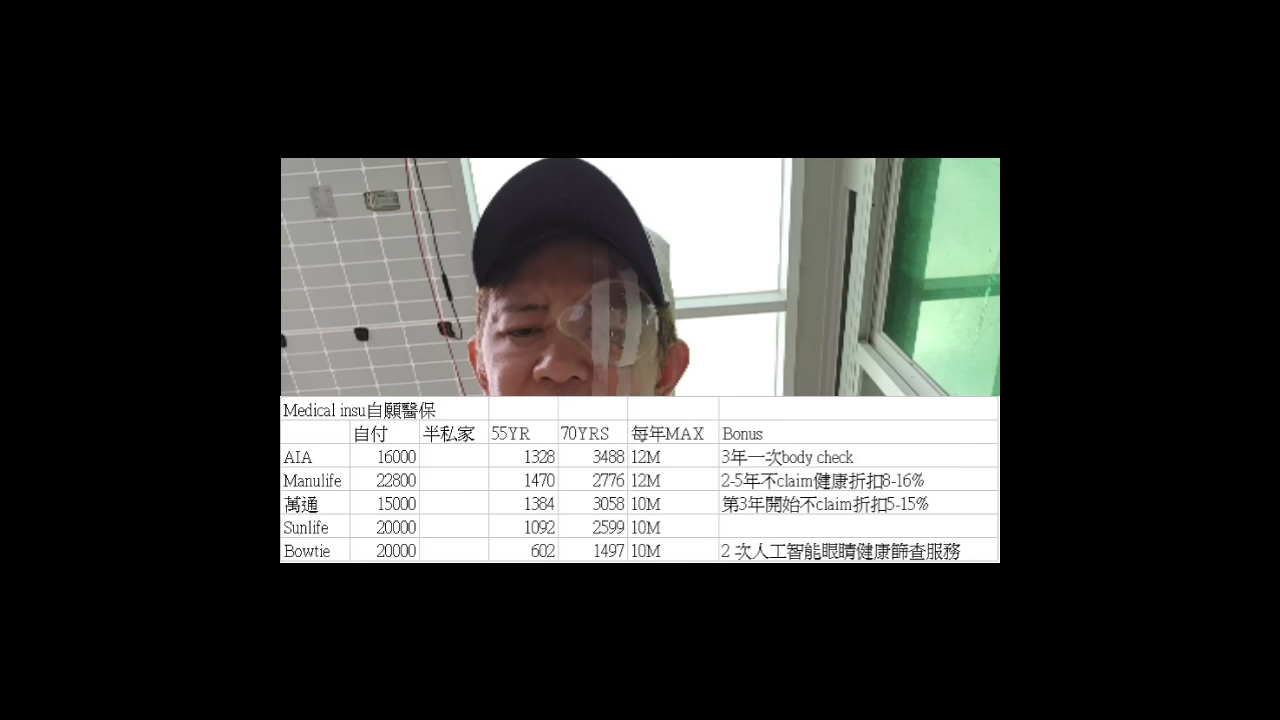 Medical insu自願醫保
自付 半私家 55YR 70YRS 每年MAX Bonus
AIA 16000 1328 3488 12M 3年一次body check
Manulife 22800 1470 2776 12M 2-5年不claim健康折扣8-16%
萬通 15000 1384 3058 10M 第3年開始不claim折扣5-15%
Sunlife 20000 1092 2599 10M
Bowtie 20000 602 1497 10M 2 次人工智能眼睛健康篩查服務